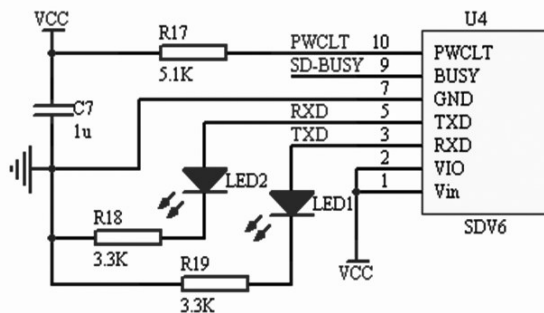 VCC
R17
5.1K
C7
1u
PWCLT 10
SD-BUSY 9
7
RXD 5
TXD 3
2
1
U4
PWCLT
BUSY
GND
TXD
RXD
VIO
Vin
SDV6
LED2
LED1
R18
3.3K
R19
3.3K
VCC